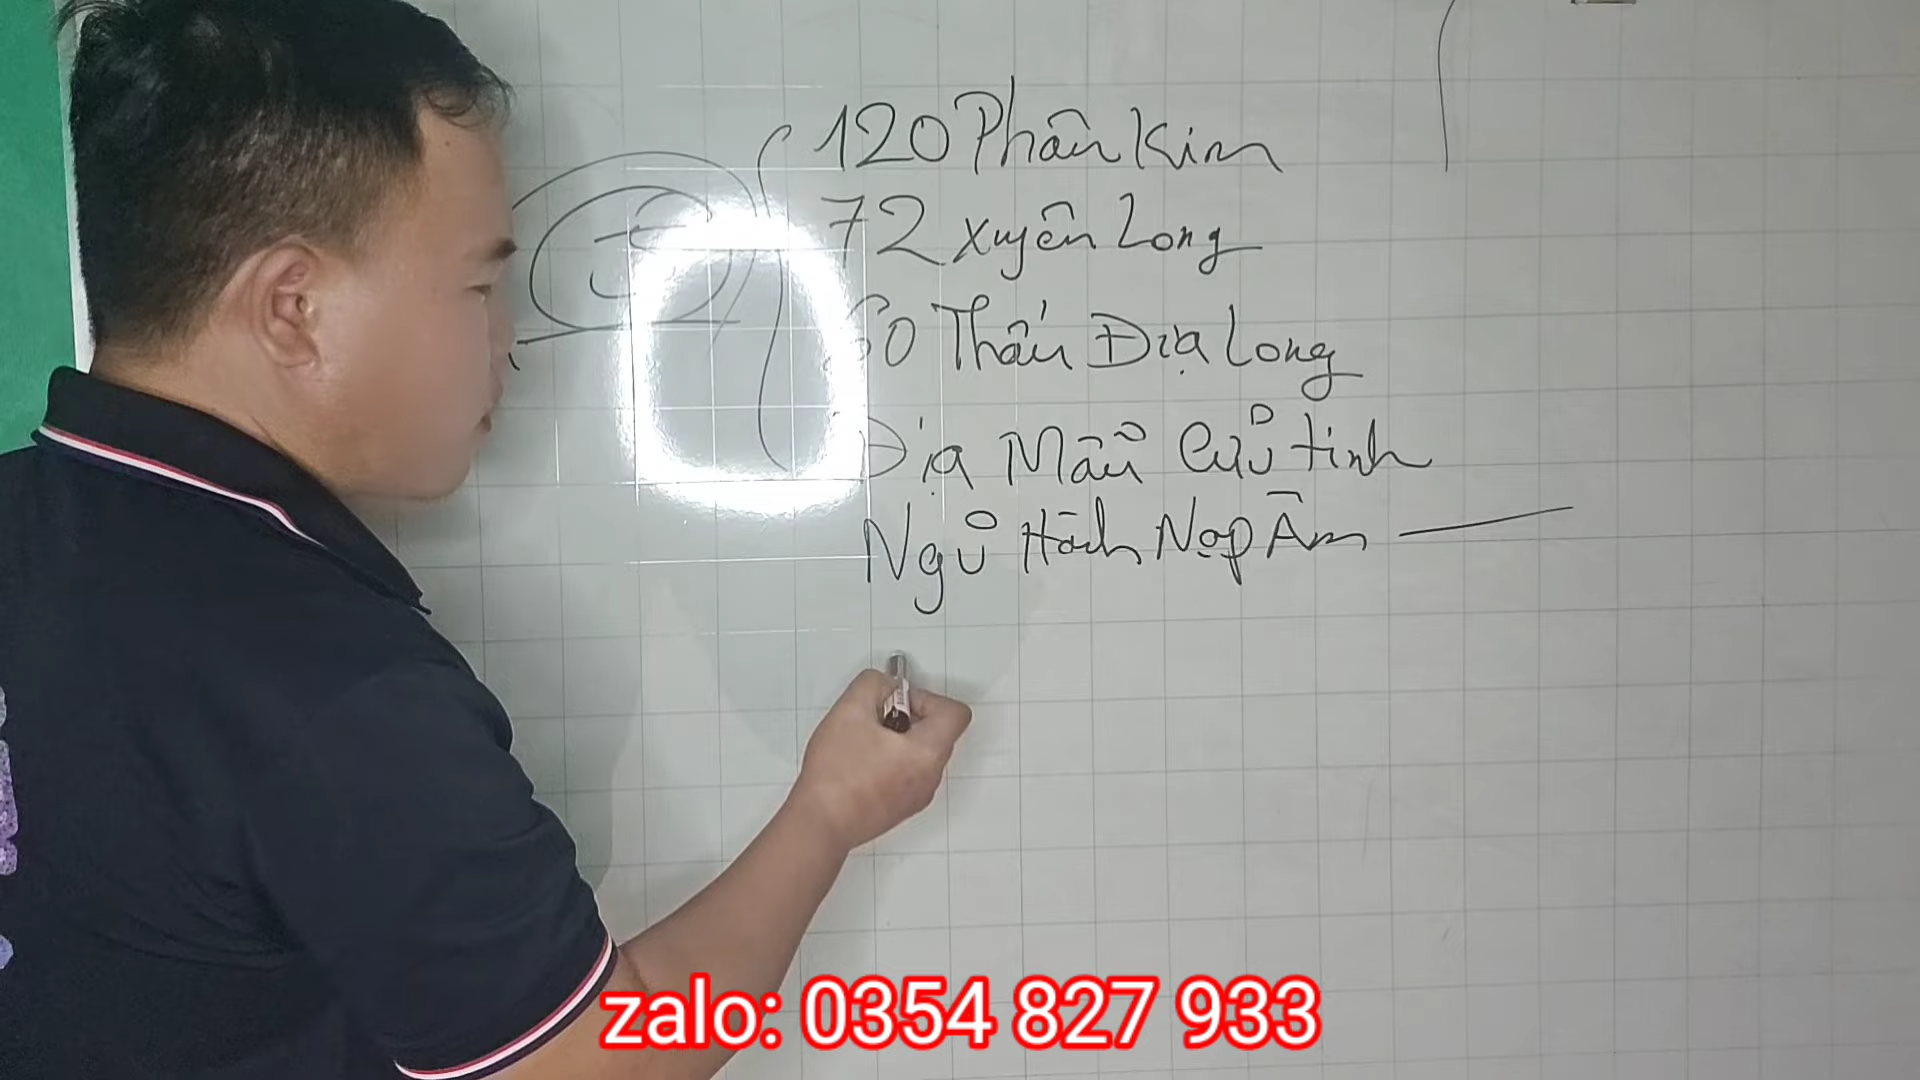 120 Phân Kim
72 Xuyên Long
60 Thấu Địa Long
Địa Mẫu Cửu tinh
Ngũ Hành Nạp Âm
zalo: 0354 827 933